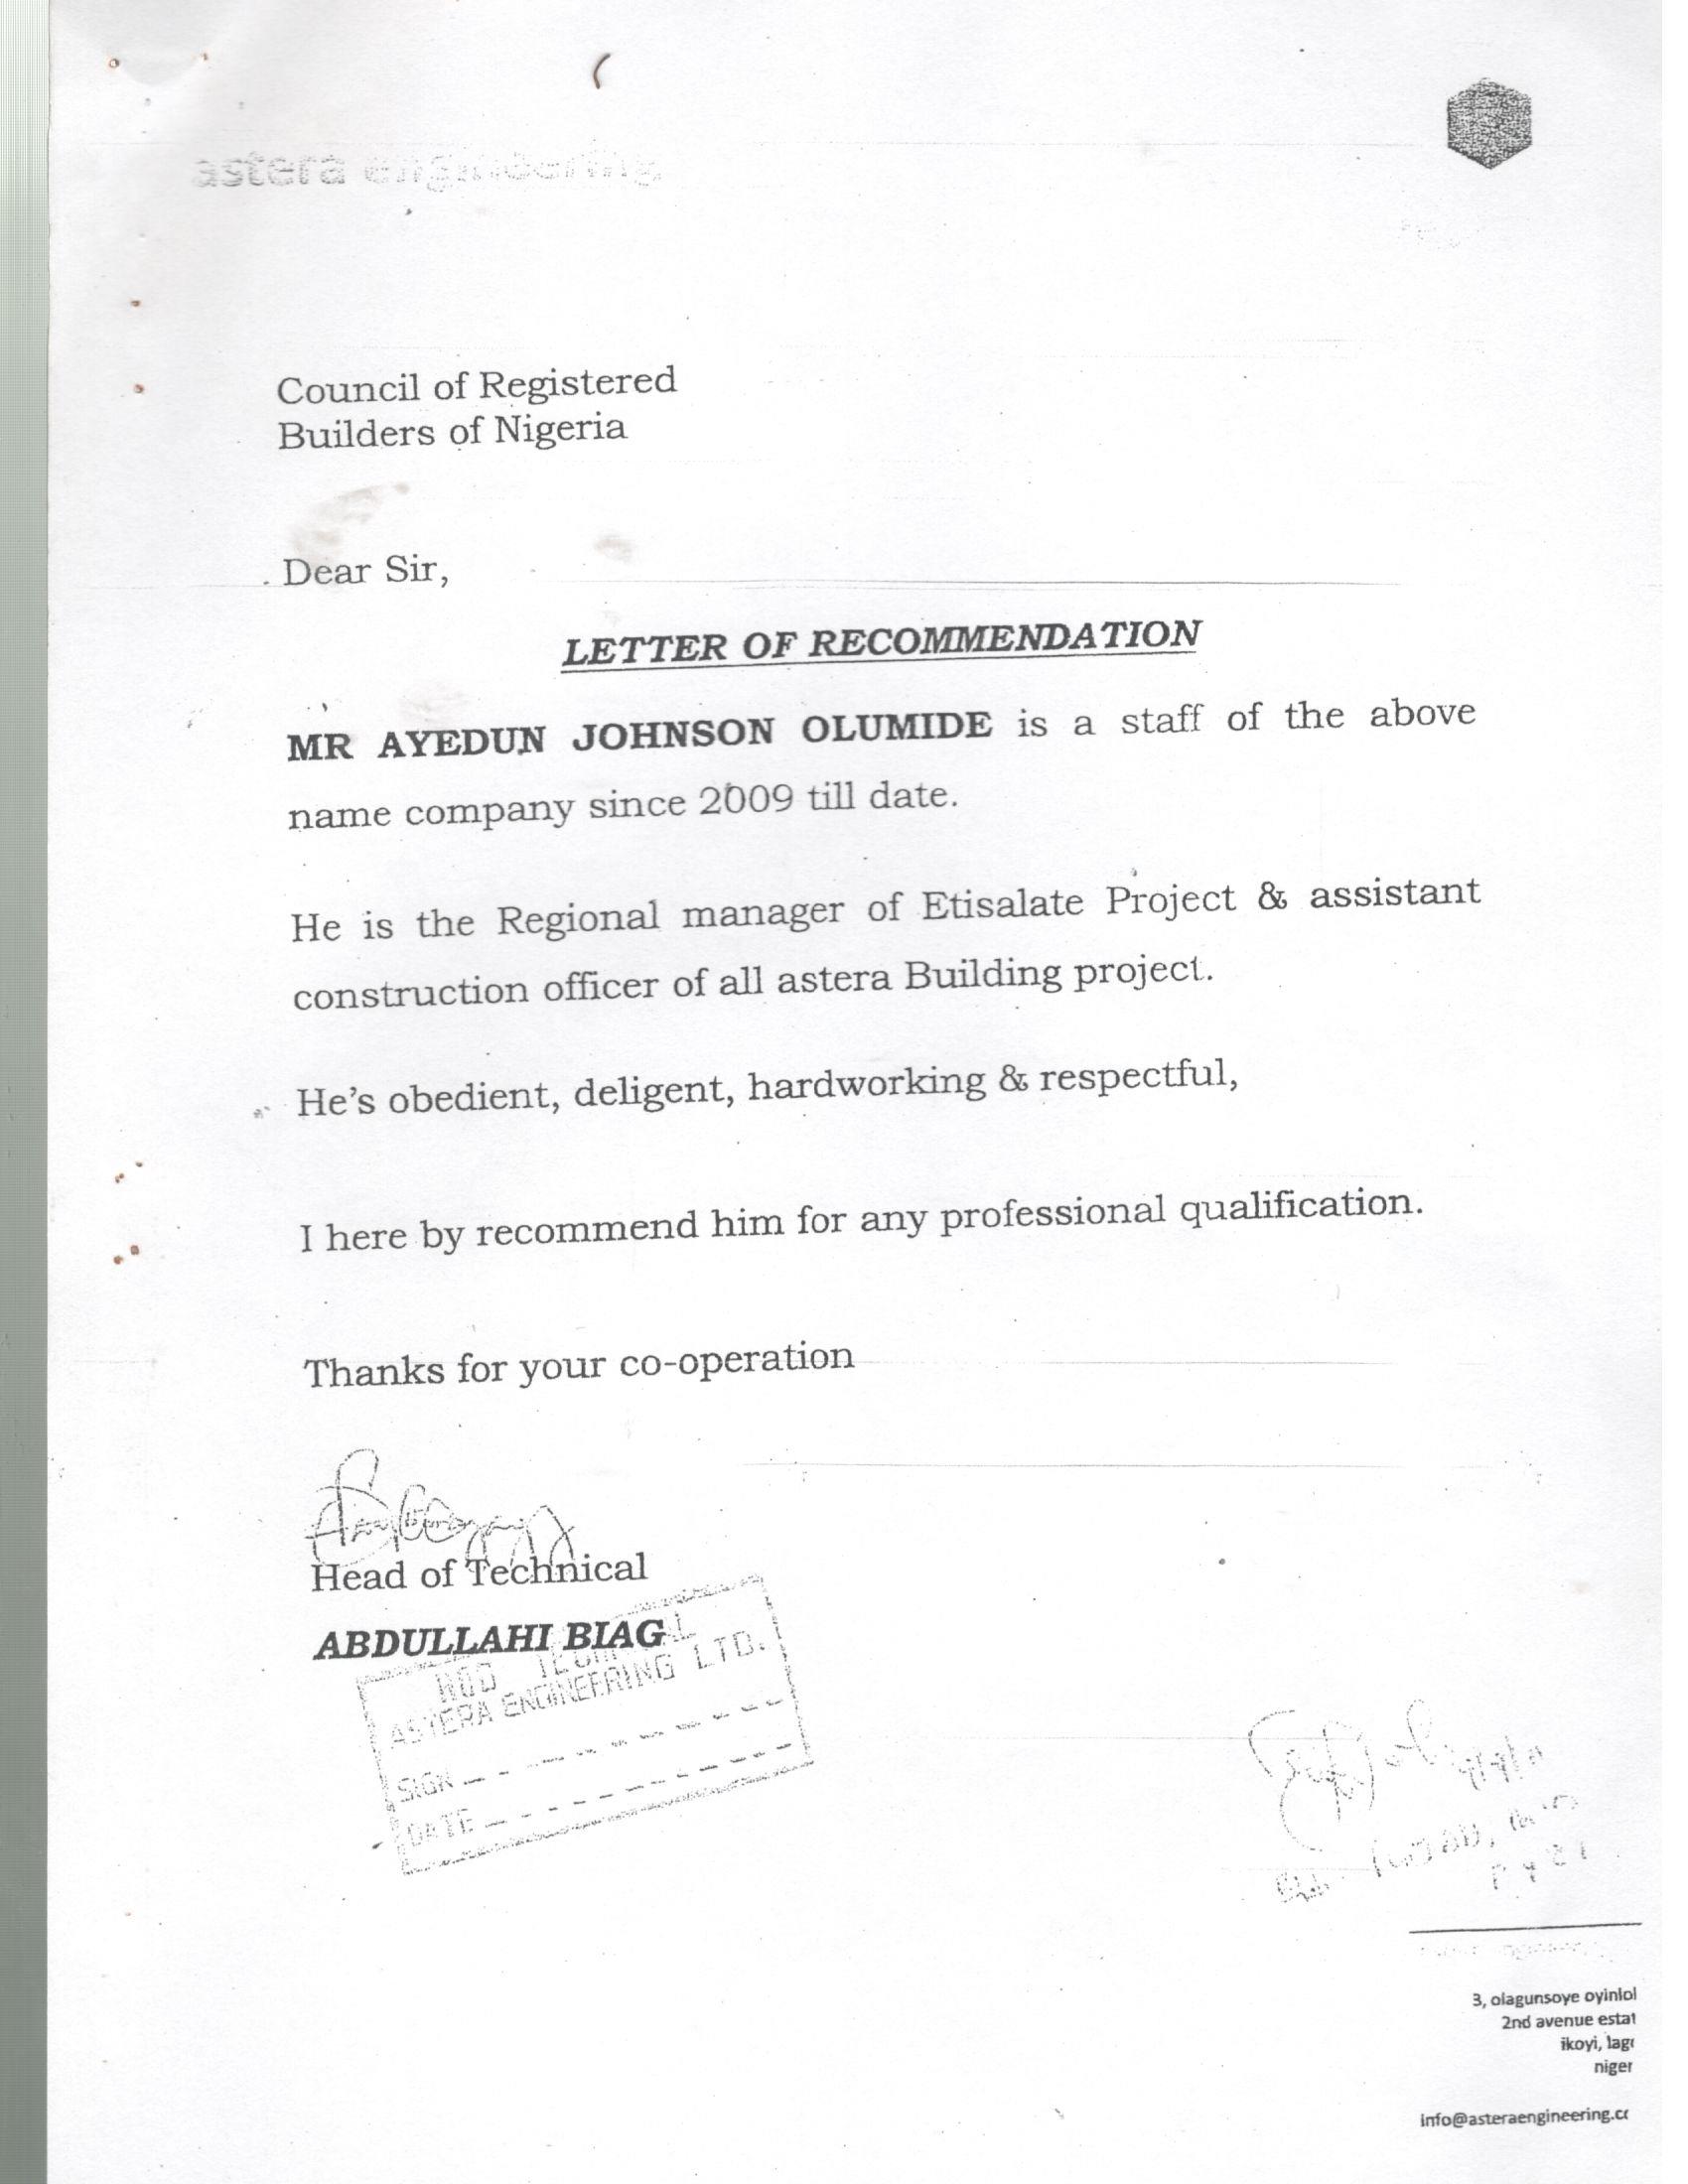 astera engineering
Council of Registered
Builders of Nigeria
Dear Sir,
LETTER OF RECOMMENDATION
MR AYEDUN JOHNSON OLUMIDE is a staff of the above
name company since 2009 till date.
He is the Regional manager of Etisalate Project & assistant
construction officer of all astera Building project.
He's obedient, deligent, hardworking & respectful,
I here by recommend him for any professional qualification.
Thanks for your co-operation
Head of Technical
ABDULLAHI BIAG
HOD TECHNICAL
ASTERA ENGINEERING LTD.
SIGN
DATE
3, olagunsoye oyinlol
2nd avenue estat
ikoyi, lag
niger
info@asteraengineering.c